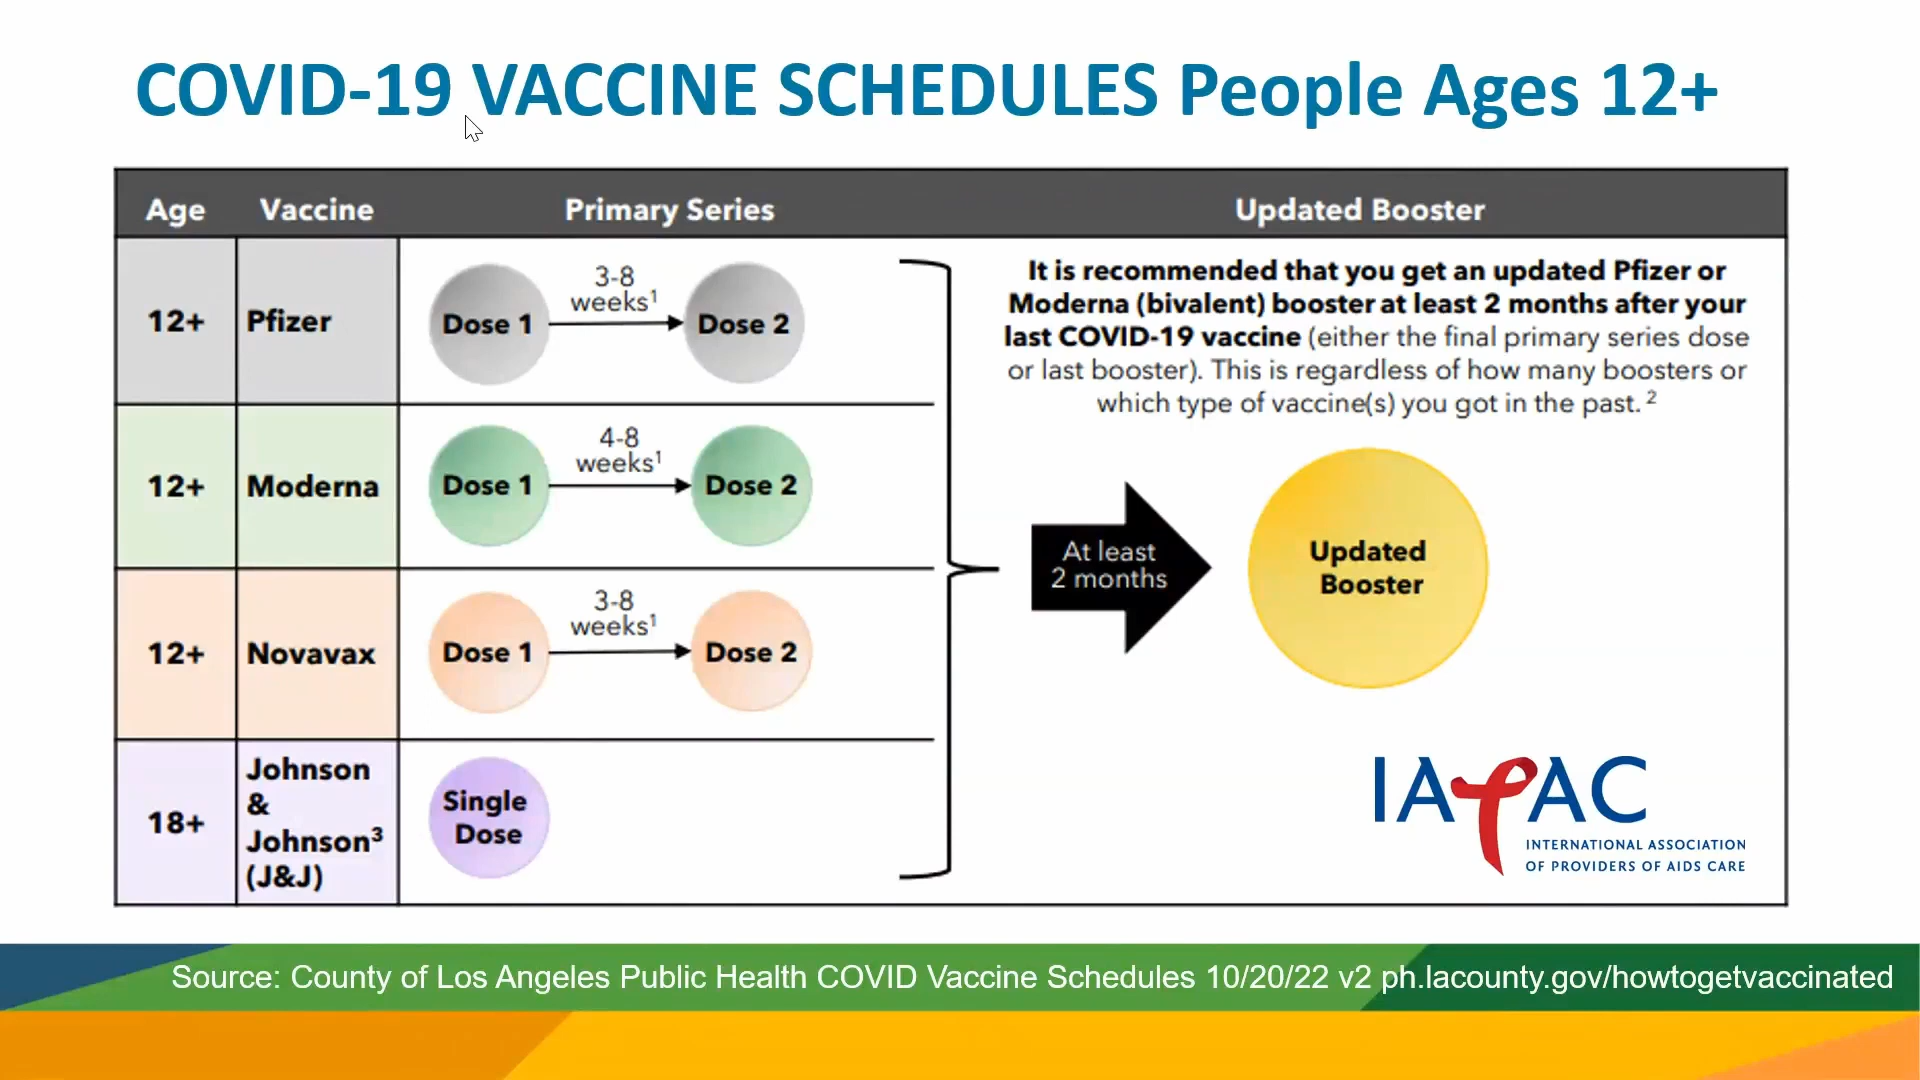 COVID-19 VACCINE SCHEDULES People Ages 12+
Age Vaccine Primary Series Updated Booster
12+ Pfizer
Dose 1
3-8
weeks¹
Dose 2
12+ Moderna
Dose 1
4-8
weeks¹
Dose 2
12+ Novavax
Dose 1
3-8
weeks¹
Dose 2
18+
Johnson
&
Johnson³
(J&J)
Single
Dose
It is recommended that you get an updated Pfizer or
Moderna (bivalent) booster at least 2 months after your
last COVID-19 vaccine (either the final primary series dose
or last booster). This is regardless of how many boosters or
which type of vaccine(s) you got in the past. ²
At least
2 months
Updated
Booster
IAPAC
INTERNATIONAL ASSOCIATION
OF PROVIDERS OF AIDS CARE
Source: County of Los Angeles Public Health COVID Vaccine Schedules 10/20/22 v2 ph.lacounty.gov/howtogetvaccinated